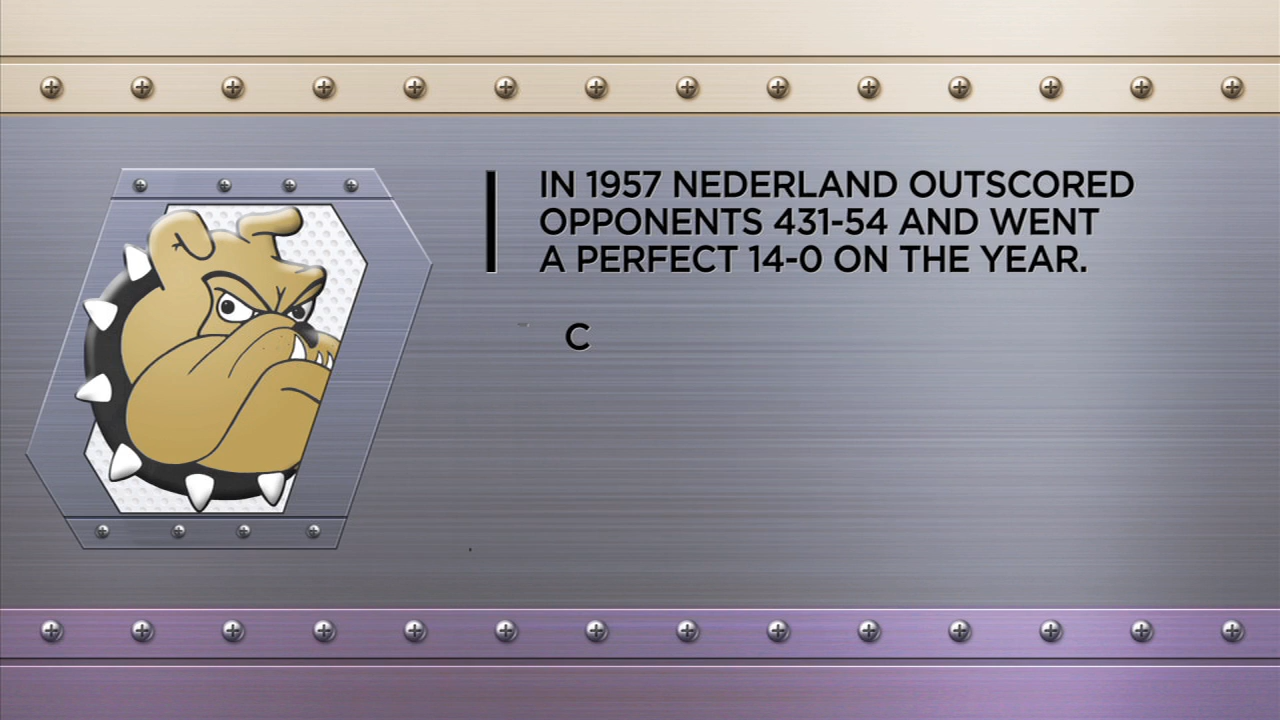 IN 1957 NEDERLAND OUTSCORED
OPPONENTS 431-54 AND WENT
A PERFECT 14-0 ON THE YEAR.
C